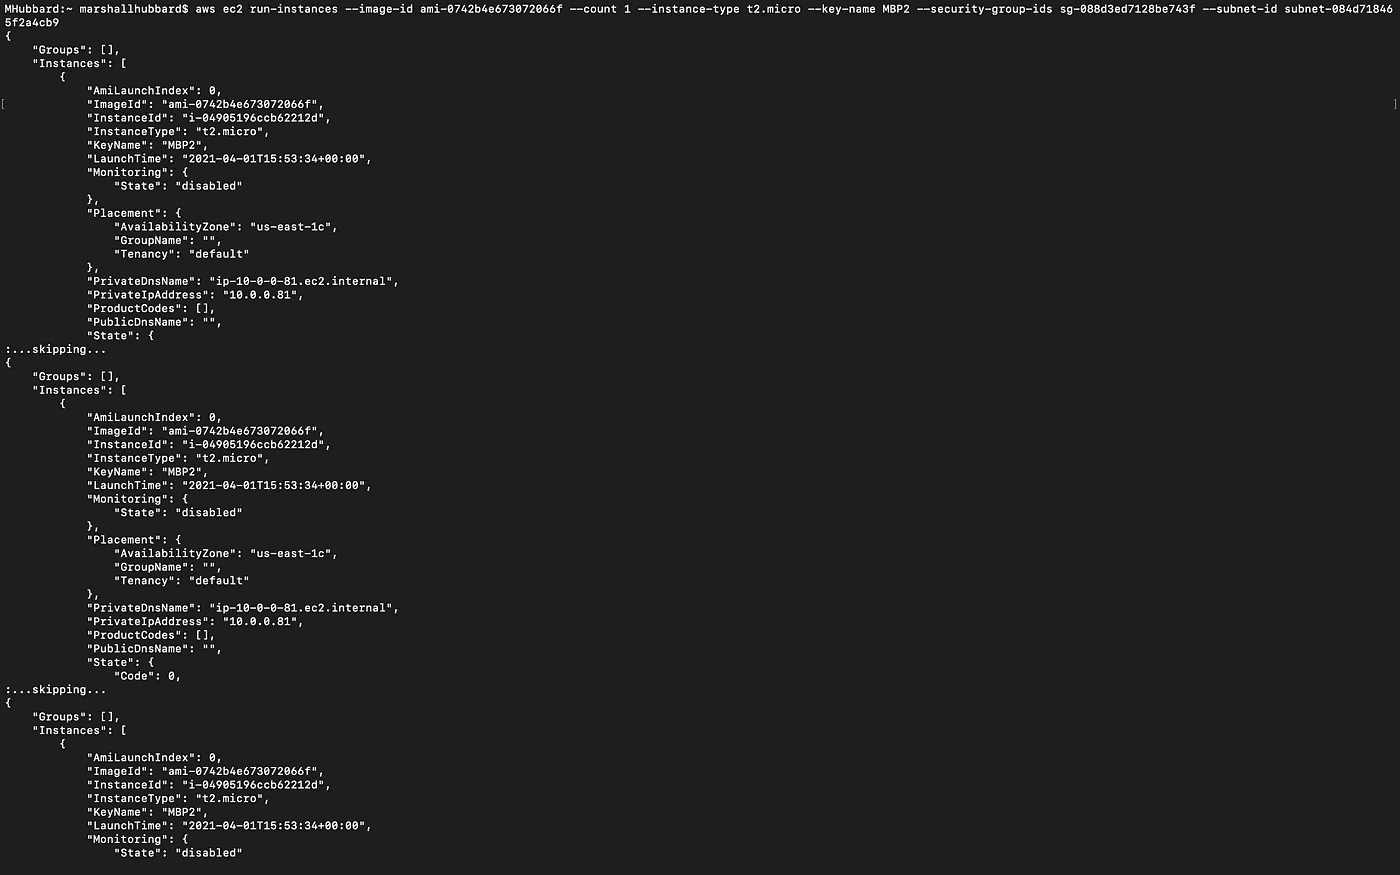 MHubbard:~ marshallhubbard$ aws ec2 run-instances --image-id ami-0742b4e673072066f --count 1 --instance-type t2.micro --key-name MBP2 --security-group-ids sg-088d3ed7128be743f --subnet-id subnet-084d71846
5f2a4cb9
{
    "Groups": [],
    "Instances": [
        {
            "AmiLaunchIndex": 0,
[            "ImageId": "ami-0742b4e673072066f", ]
            "InstanceId": "i-04905196ccb62212d",
            "InstanceType": "t2.micro",
            "KeyName": "MBP2",
            "LaunchTime": "2021-04-01T15:53:34+00:00",
            "Monitoring": {
                "State": "disabled"
            },
            "Placement": {
                "AvailabilityZone": "us-east-1c",
                "GroupName": "",
                "Tenancy": "default"
            },
            "PrivateDnsName": "ip-10-0-0-81.ec2.internal",
            "PrivateIpAddress": "10.0.0.81",
            "ProductCodes": [],
            "PublicDnsName": "",
            "State": {
:...skipping...
{
    "Groups": [],
    "Instances": [
        {
            "AmiLaunchIndex": 0,
            "ImageId": "ami-0742b4e673072066f",
            "InstanceId": "i-04905196ccb62212d",
            "InstanceType": "t2.micro",
            "KeyName": "MBP2",
            "LaunchTime": "2021-04-01T15:53:34+00:00",
            "Monitoring": {
                "State": "disabled"
            },
            "Placement": {
                "AvailabilityZone": "us-east-1c",
                "GroupName": "",
                "Tenancy": "default"
            },
            "PrivateDnsName": "ip-10-0-0-81.ec2.internal",
            "PrivateIpAddress": "10.0.0.81",
            "ProductCodes": [],
            "PublicDnsName": "",
            "State": {
                "Code": 0,
:...skipping...
{
    "Groups": [],
    "Instances": [
        {
            "AmiLaunchIndex": 0,
            "ImageId": "ami-0742b4e673072066f",
            "InstanceId": "i-04905196ccb62212d",
            "InstanceType": "t2.micro",
            "KeyName": "MBP2",
            "LaunchTime": "2021-04-01T15:53:34+00:00",
            "Monitoring": {
                "State": "disabled"